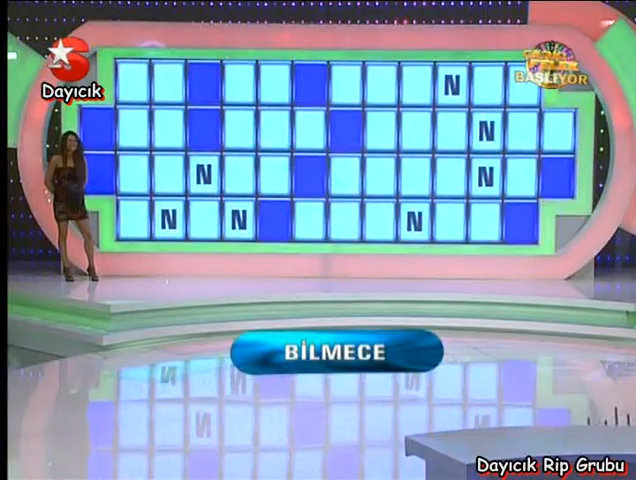 Dayıcık
BAŞLIYOR
N
N
N N
N N N
BİLMECE
Dayıcık Rip Grubu